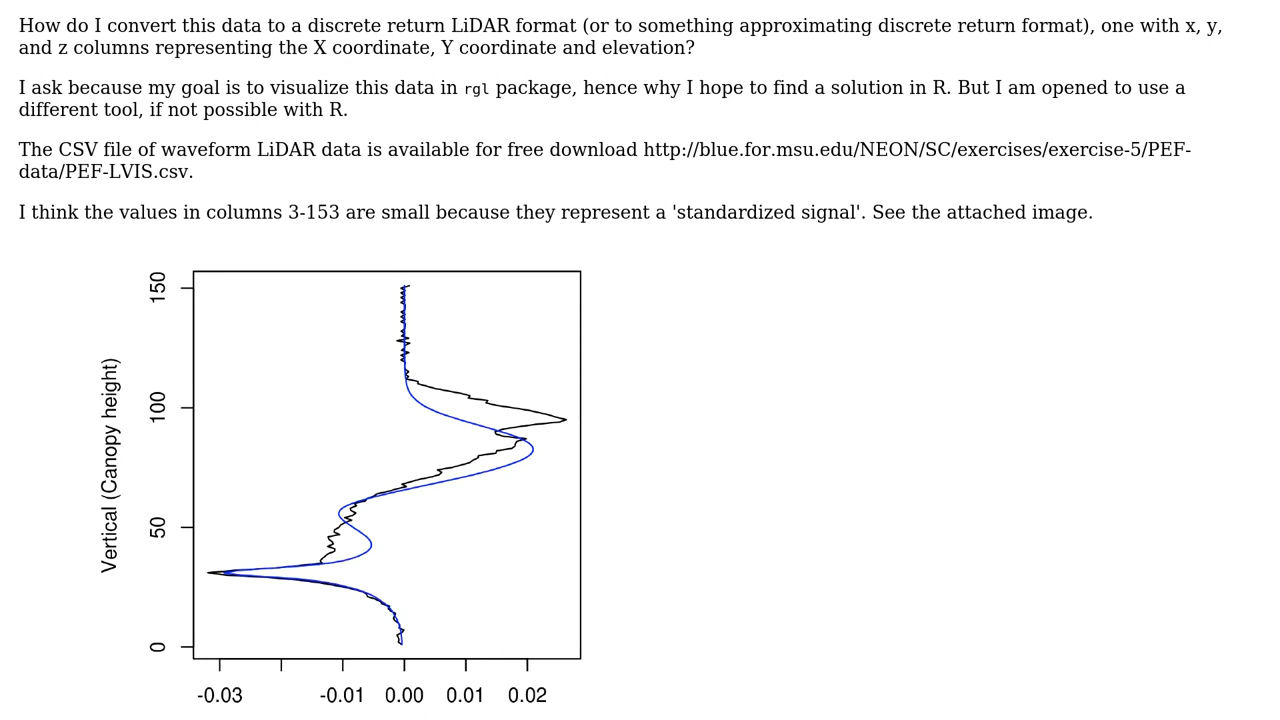 How do I convert this data to a discrete return LiDAR format (or to something approximating discrete return format), one with x, y,
and z columns representing the X coordinate, Y coordinate and elevation?
I ask because my goal is to visualize this data in rgl package, hence why I hope to find a solution in R. But I am opened to use a
different tool, if not possible with R.
The CSV file of waveform LiDAR data is available for free download http://blue.for.msu.edu/NEON/SC/exercises/exercise-5/PEF-
data/PEF-LVIS.csv.
I think the values in columns 3-153 are small because they represent a 'standardized signal'. See the attached image.
150
100
50
0
Vertical (Canopy height)
-0.03 -0.01 0.00 0.01 0.02